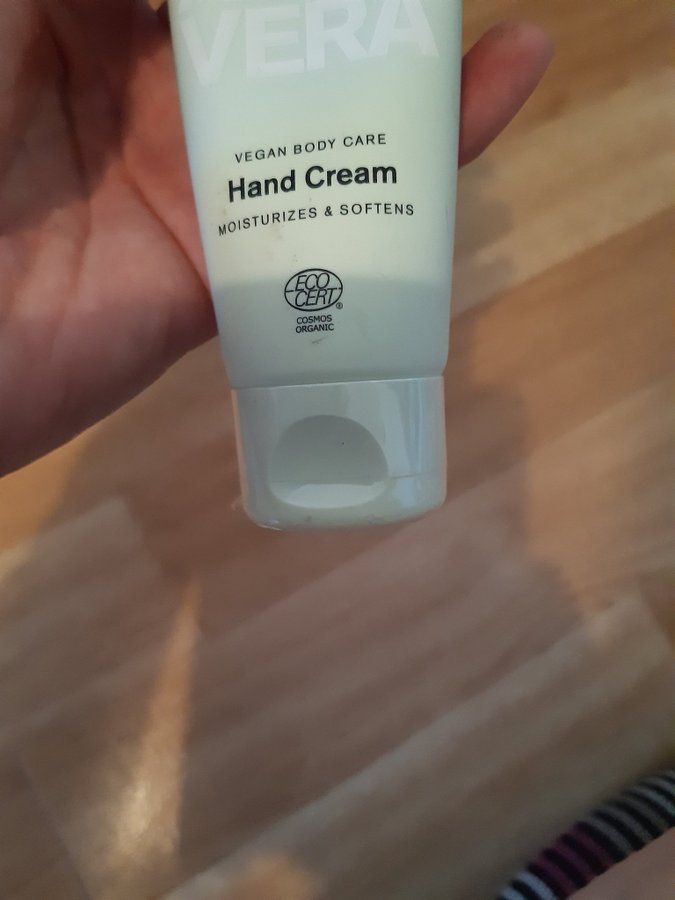 VERA
VEGAN BODY CARE
Hand Cream
MOISTURIZES & SOFTENS
ECO
CERT®
COSMOS
ORGANIC